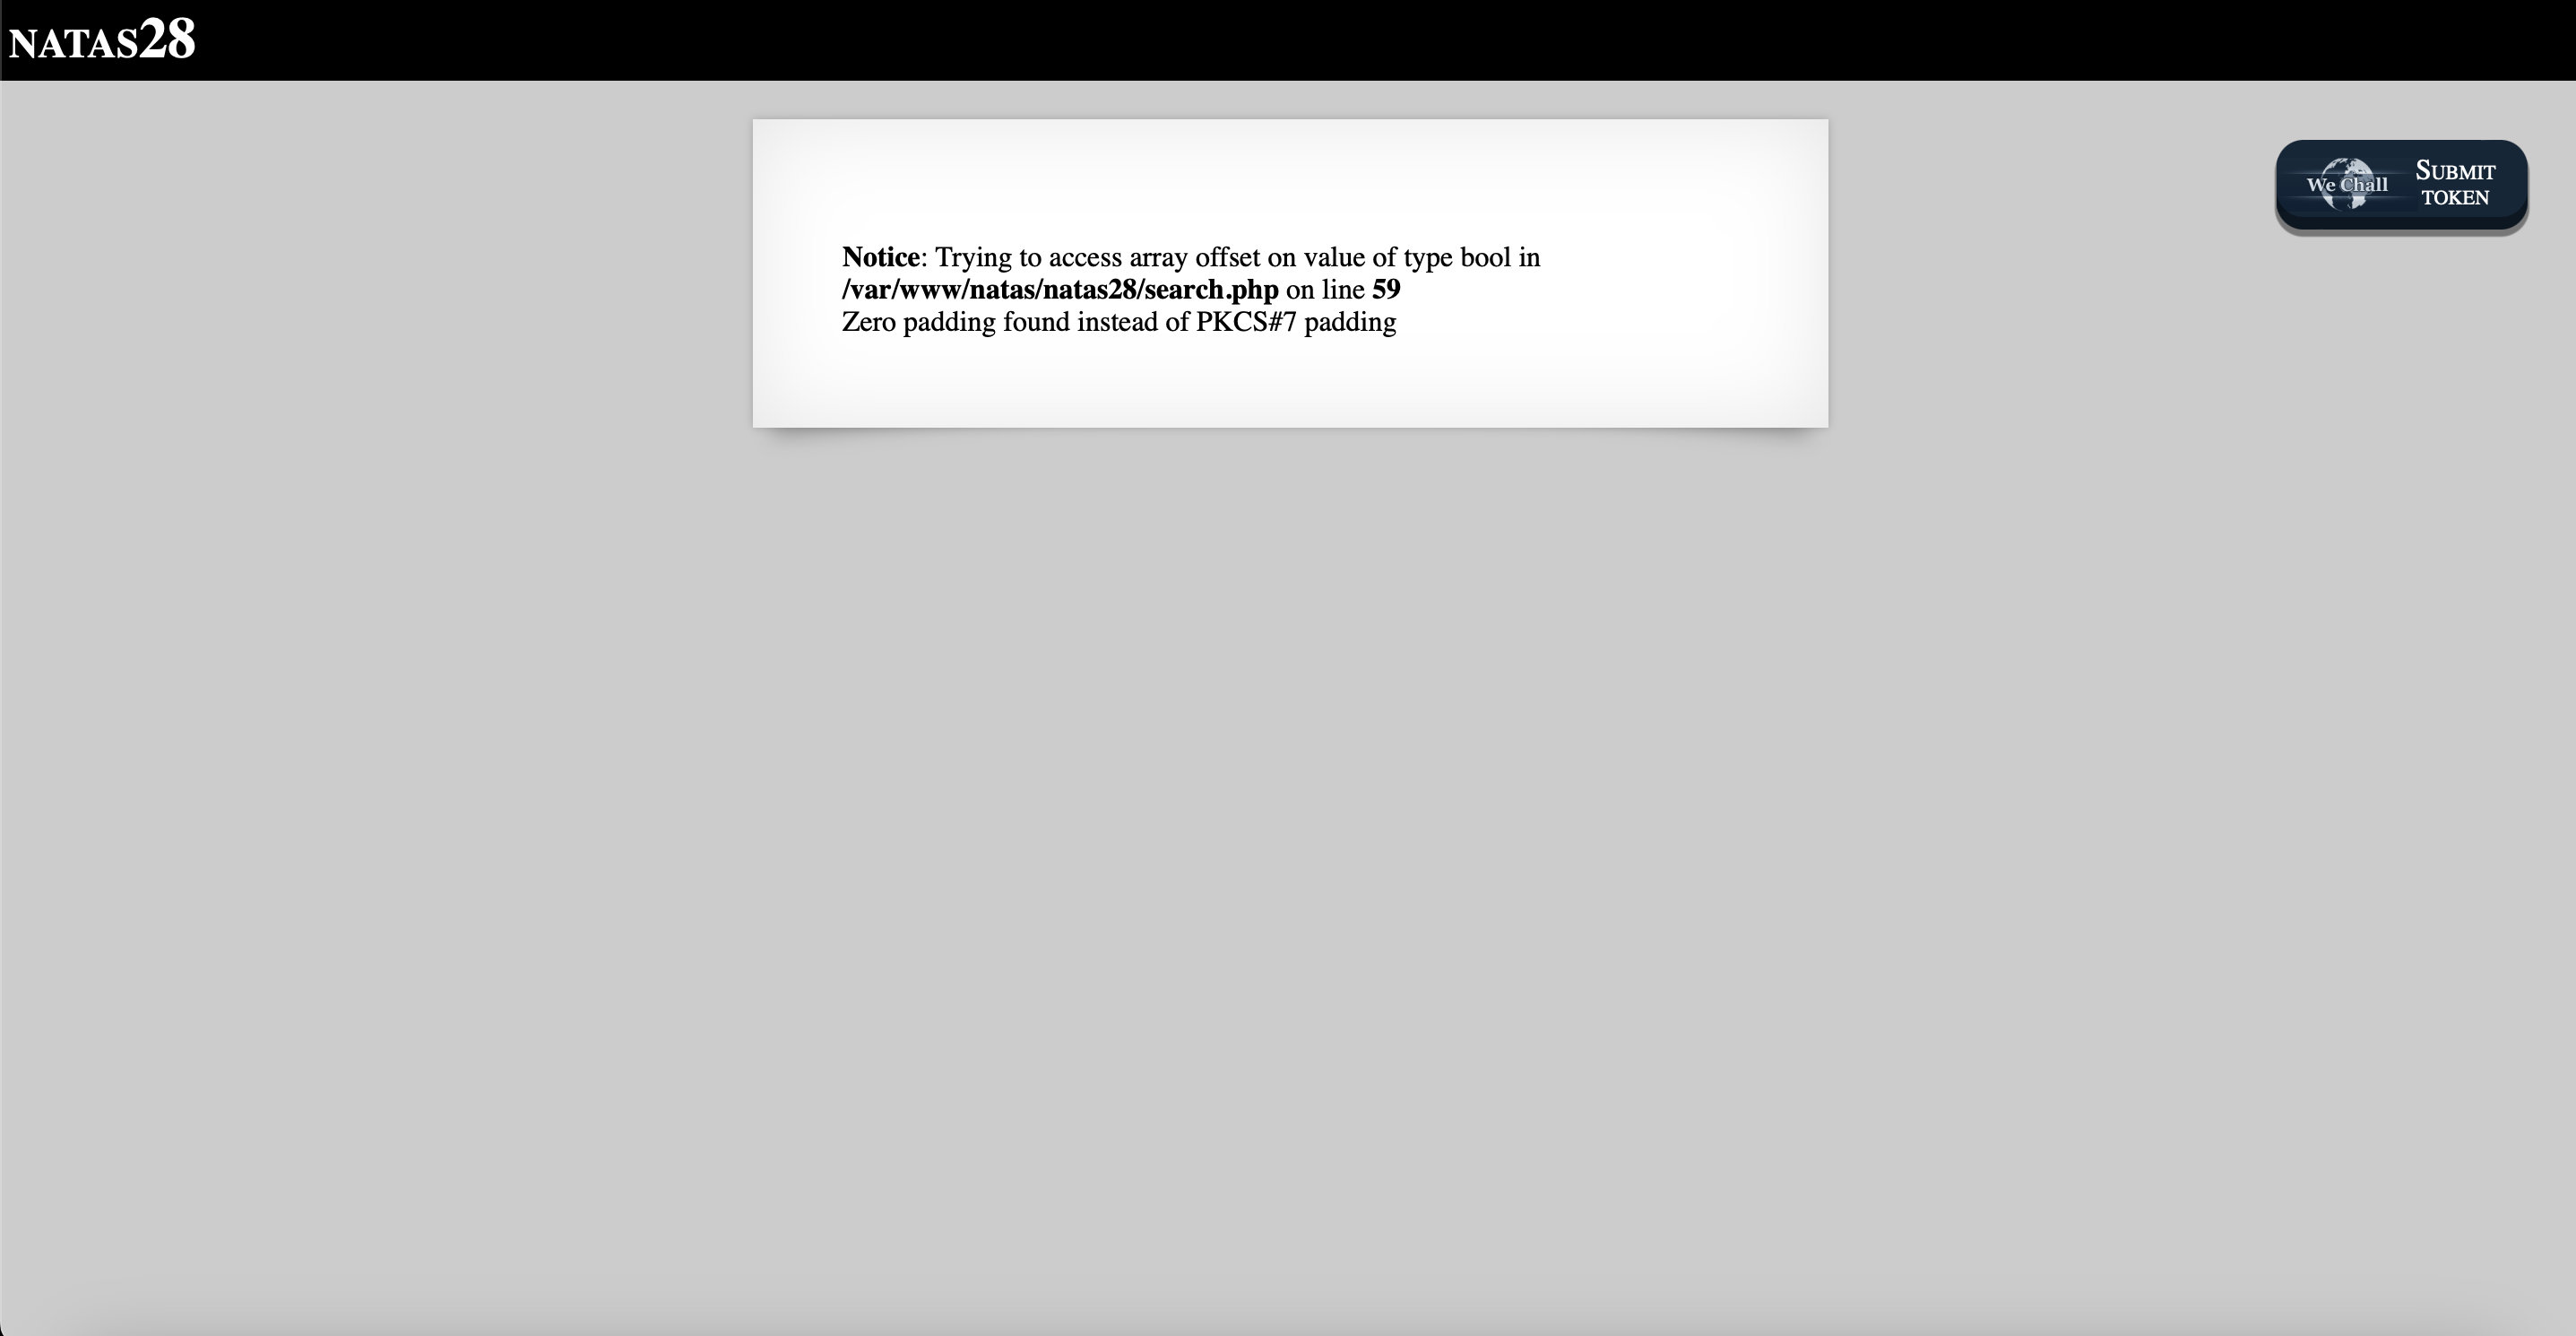 NATAS28
We Chall
SUBMIT
TOKEN
Notice: Trying to access array offset on value of type bool in
/var/www/natas/natas28/search.php on line 59
Zero padding found instead of PKCS#7 padding